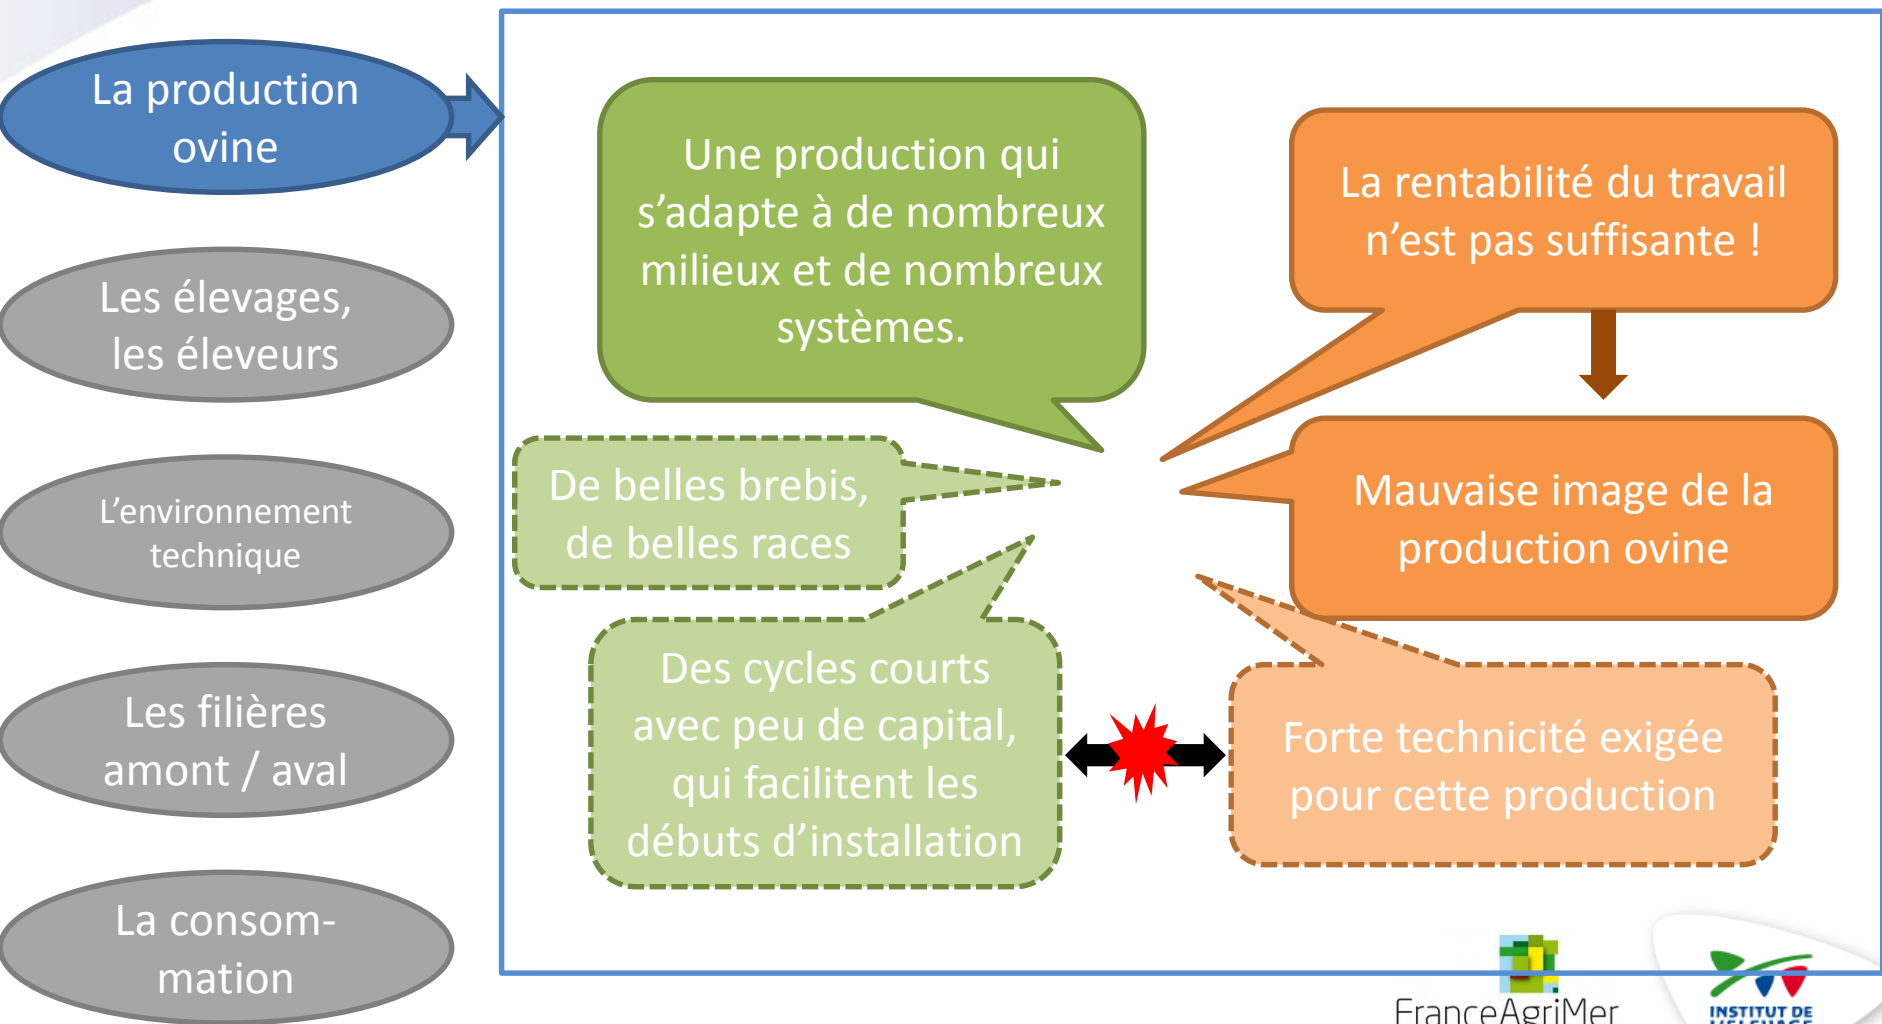 La production
ovine
Les élevages,
les éleveurs
L'environnement
technique
Les filières
amont / aval
La consom-
mation
Une production qui
s'adapte à de nombreux
milieux et de nombreux
systèmes.
De belles brebis,
de belles races
Des cycles courts
avec peu de capital,
qui facilitent les
débuts d'installation
La rentabilité du travail
n'est pas suffisante !
Mauvaise image de la
production ovine
Forte technicité exigée
pour cette production
FranceAgriMer
INSTITUT DE
L'ELEVAGE